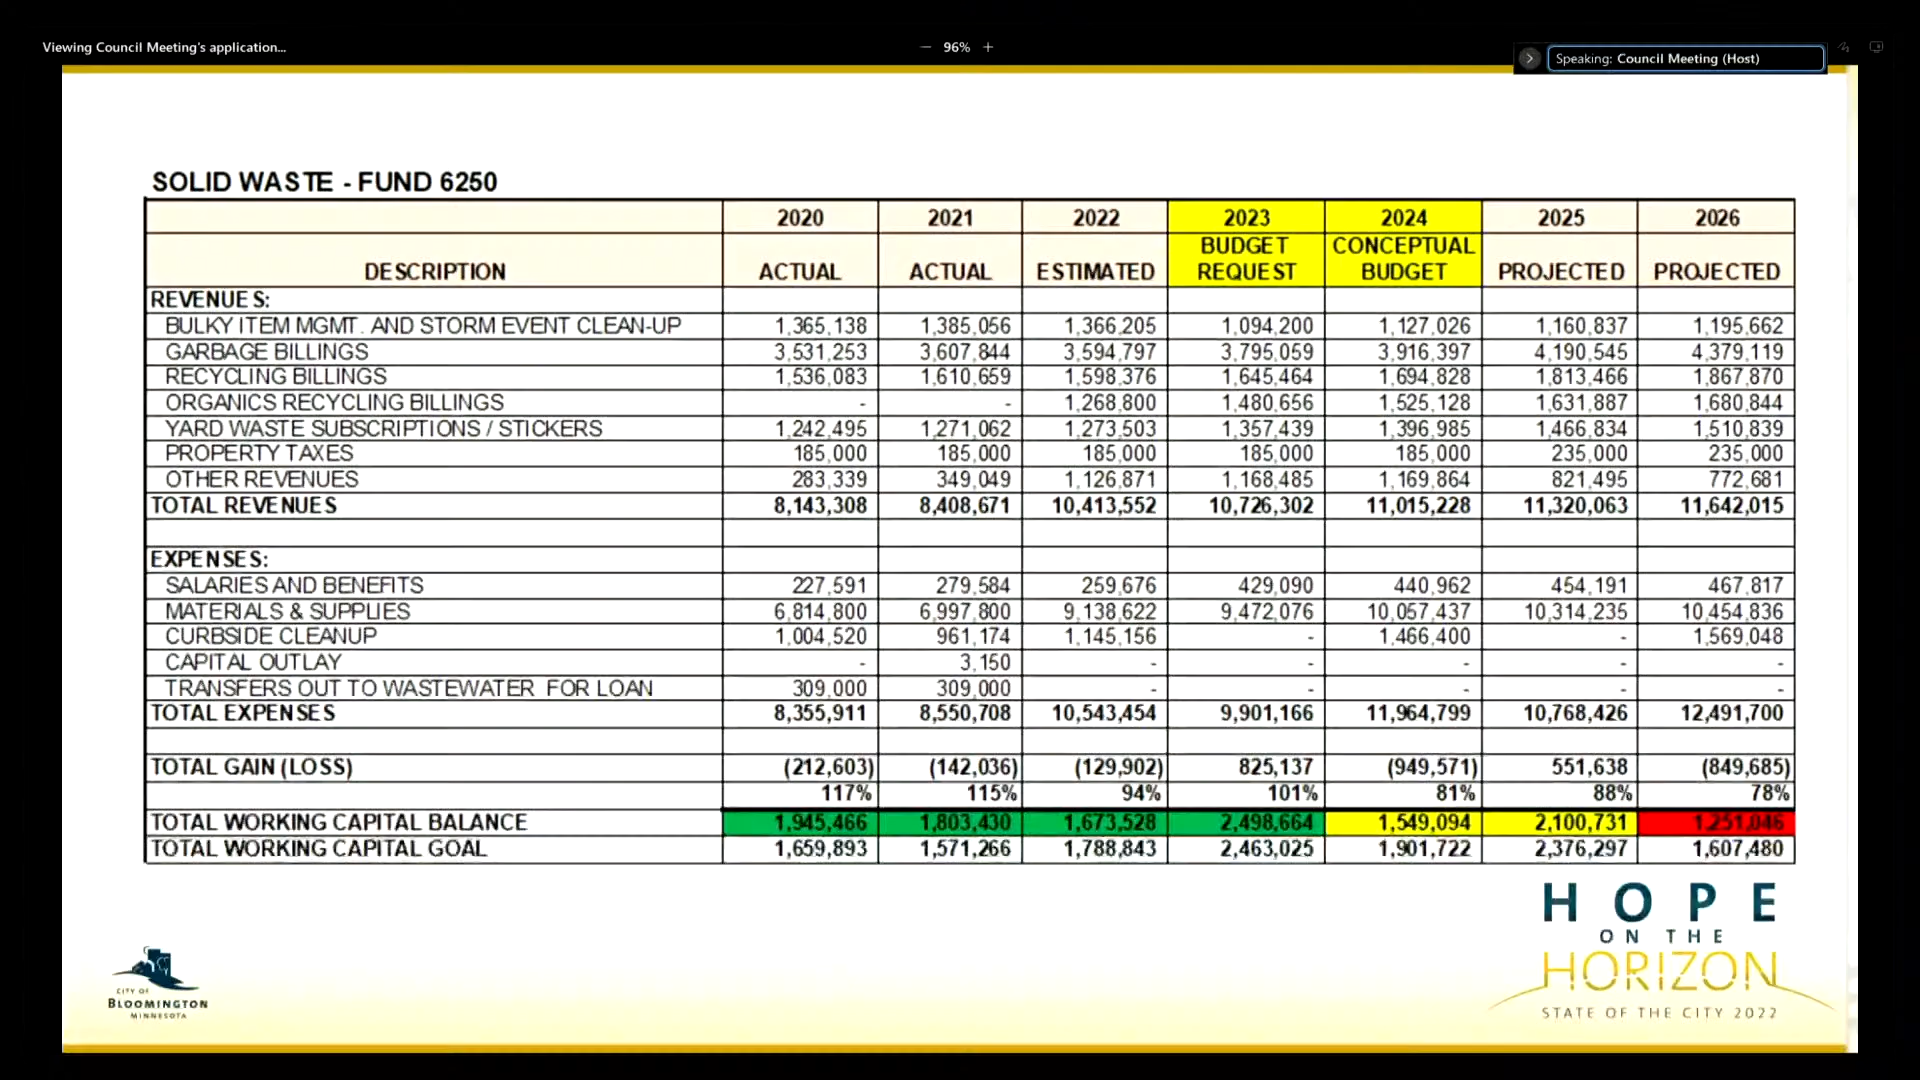 Viewing Council Meeting's application...
— 96% +
Speaking: Council Meeting (Host)
SOLID WASTE - FUND 6250
2020 2021 2022 2023 2024 2025 2026
DESCRIPTION ACTUAL ACTUAL ESTIMATED BUDGET REQUEST CONCEPTUAL BUDGET PROJECTED PROJECTED
REVENUES:
BULKY ITEM MGMT. AND STORM EVENT CLEAN-UP 1,365,138 1,385,056 1,366,205 1,094,200 1,127,026 1,160,837 1,195,662
GARBAGE BILLINGS 3,531,253 3,607,844 3,594,797 3,795,059 3,916,397 4,190,545 4,379,119
RECYCLING BILLINGS 1,536,083 1,610,659 1,598,376 1,645,464 1,694,828 1,813,466 1,867,870
ORGANICS RECYCLING BILLINGS - - 1,268,800 1,480,656 1,525,128 1,631,887 1,680,844
YARD WASTE SUBSCRIPTIONS / STICKERS 1,242,495 1,271,062 1,273,503 1,357,439 1,396,985 1,466,834 1,510,839
PROPERTY TAXES 185,000 185,000 185,000 185,000 185,000 235,000 235,000
OTHER REVENUES 283,339 349,049 1,126,871 1,168,485 1,169,864 821,495 772,681
TOTAL REVENUES 8,143,308 8,408,671 10,413,552 10,726,302 11,015,228 11,320,063 11,642,015
EXPENSES:
SALARIES AND BENEFITS 227,591 279,584 259,676 429,090 440,962 454,191 467,817
MATERIALS & SUPPLIES 6,814,800 6,997,800 9,138,622 9,472,076 10,057,437 10,314,235 10,454,836
CURBSIDE CLEANUP 1,004,520 961,174 1,145,156 - 1,466,400 - 1,569,048
CAPITAL OUTLAY - 3,150 - - - - -
TRANSFERS OUT TO WASTEWATER FOR LOAN 309,000 309,000 - - - - -
TOTAL EXPENSES 8,355,911 8,550,708 10,543,454 9,901,166 11,964,799 10,768,426 12,491,700
TOTAL GAIN (LOSS) (212,603) (142,036) (129,902) 825,137 (949,571) 551,638 (849,685)
117% 115% 94% 101% 81% 88% 78%
TOTAL WORKING CAPITAL BALANCE 1,945,466 1,803,430 1,673,528 2,498,664 1,549,094 2,100,731 1,251,046
TOTAL WORKING CAPITAL GOAL 1,659,893 1,571,266 1,788,843 2,463,025 1,901,722 2,376,297 1,607,480
HOPE
ON THE
HORIZON
STATE OF THE CITY 2022
CITY OF
BLOOMINGTON
MINNESOTA